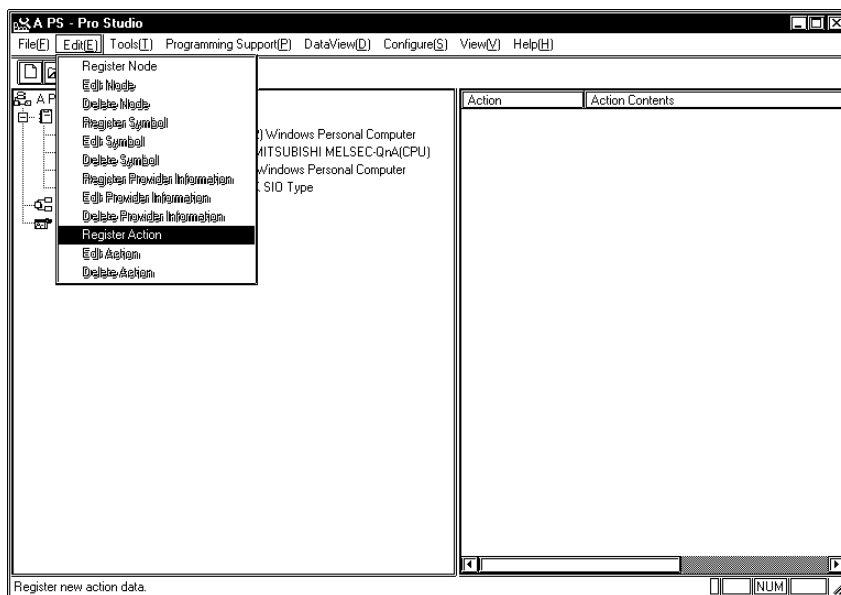 A PS - Pro Studio
File(F) Edit(E) Tools(T) Programming Support(P) DataView(D) Configure(S) View(V) Help(H)
Register Node
Edit Node
Delete Node
Register Symbol
Edit Symbol
Delete Symbol
Register Provider Information
Edit Provider Information
Delete Provider Information
Register Action
Edit Action
Delete Action
A P
) Windows Personal Computer
MITSUBISHI MELSEC-QnA(CPU)
Windows Personal Computer
SIO Type
Action Action Contents
Register new action data.
NUM